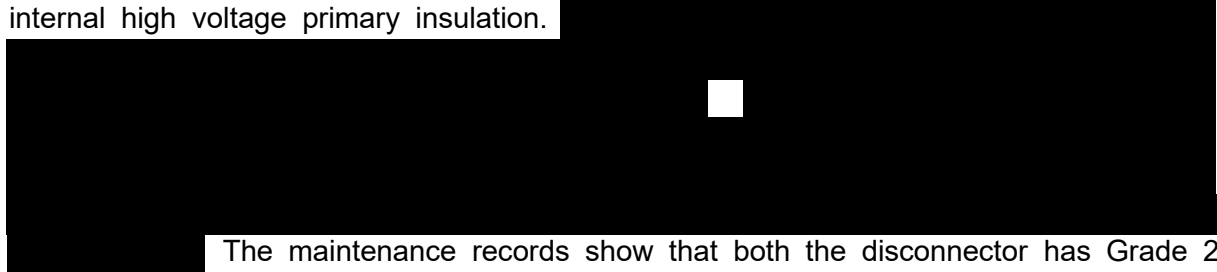 internal high voltage primary insulation.
The maintenance records show that both the disconnector has Grade 2